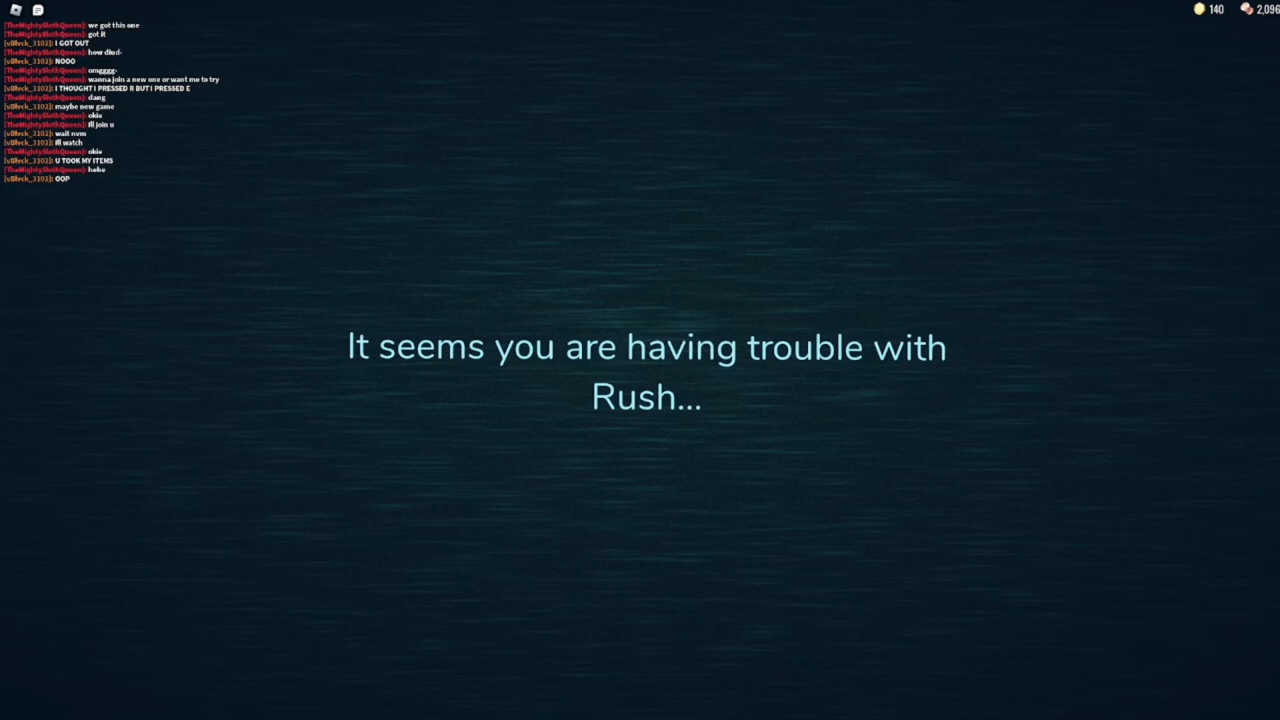 140
2,096
[TheMightySlothQueen]: we got this one
[TheMightySlothQueen]: got it
[vBlvck_3102]: I GOT OUT
[TheMightySlothQueen]: how diud-
[vBlvck_3102]: NOOO
[TheMightySlothQueen]: omgggg-
[TheMightySlothQueen]: wanna join a new one or want me to try
[vBlvck_3102]: I THOUGHT I PRESSED R BUT I PRESSED E
[TheMightySlothQueen]: dang
[vBlvck_3102]: maybe new game
[TheMightySlothQueen]: okie
[TheMightySlothQueen]: Ill join u
[vBlvck_3102]: wait nvm
[vBlvck_3102]: Ill watch
[TheMightySlothQueen]: okie
[vBlvck_3102]: U TOOK MY ITEMS
[TheMightySlothQueen]: hehe
[vBlvck_3102]: OOP
It seems you are having trouble with
Rush...